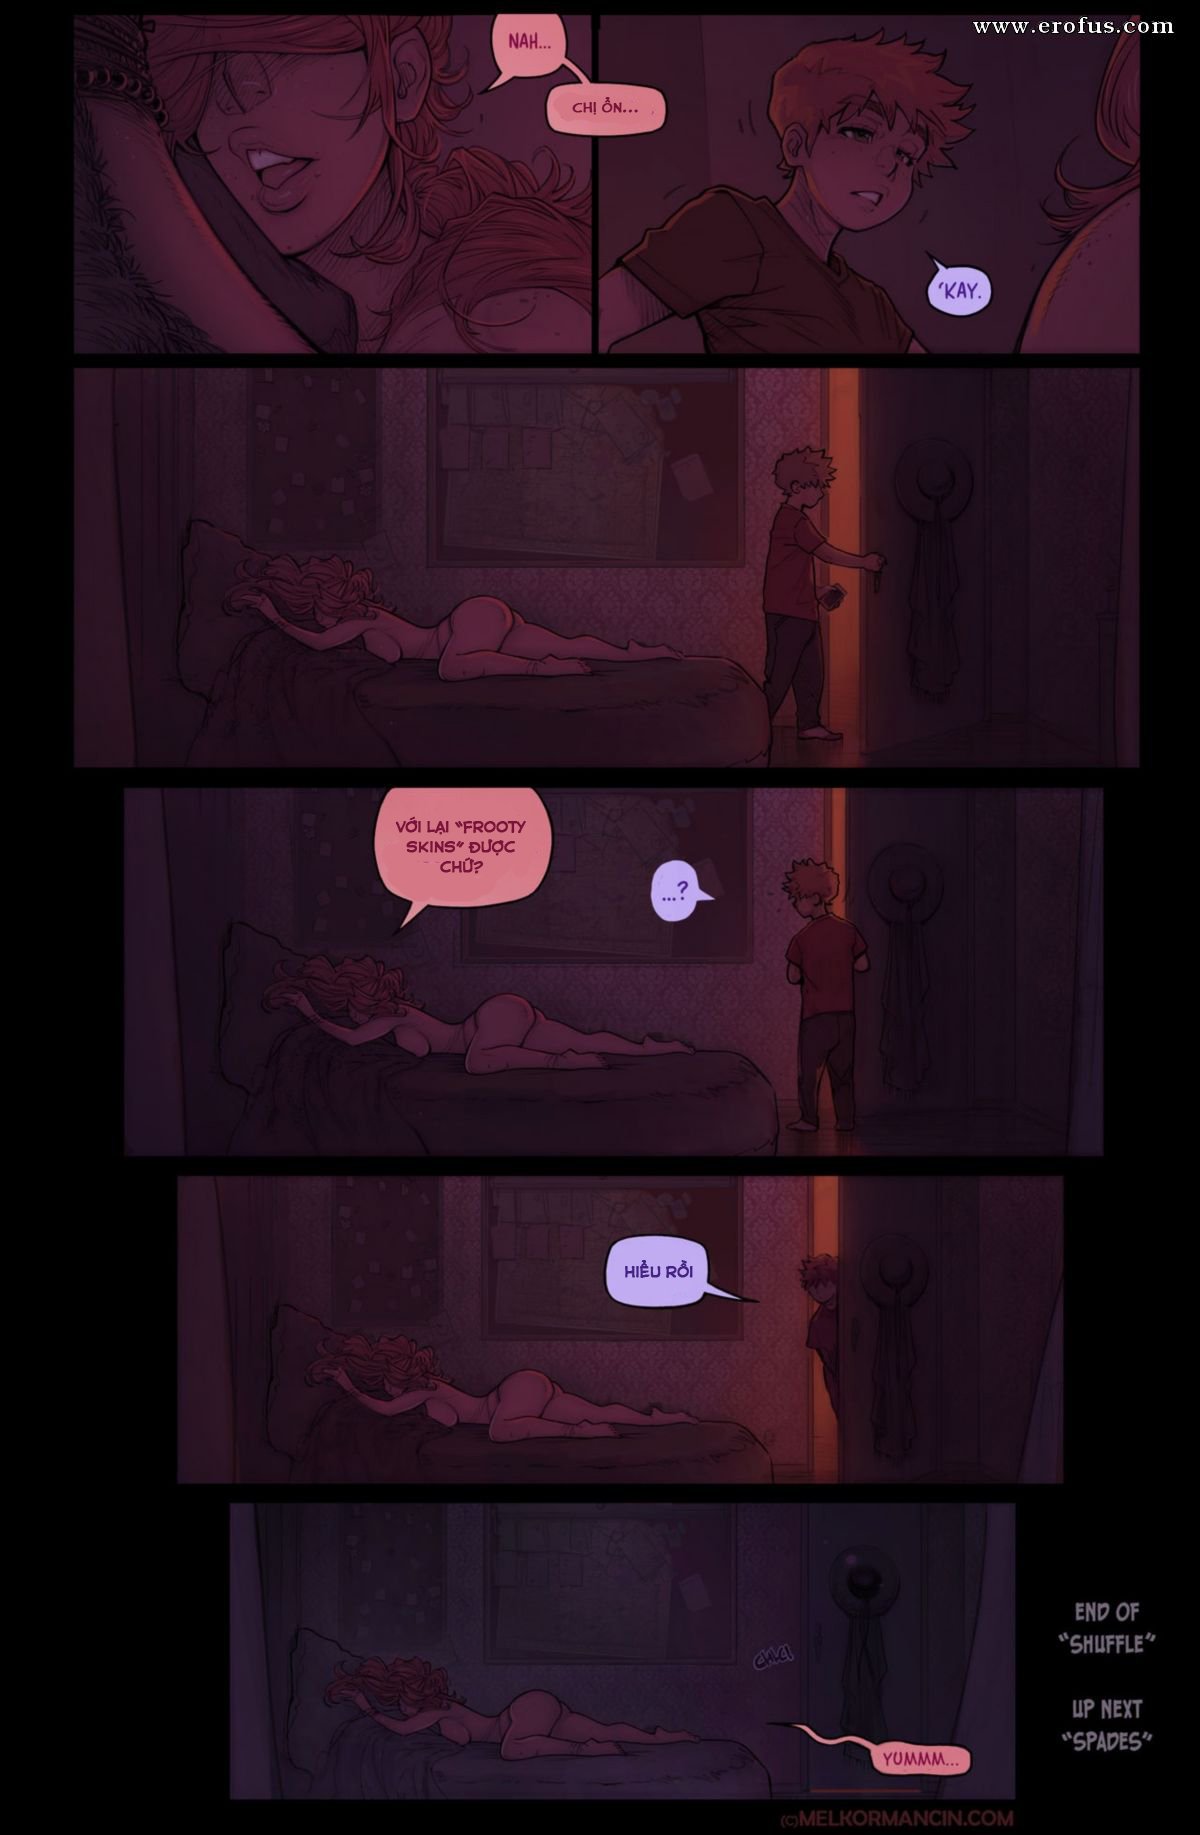 www.erofus.com
NAH...
CHỊ ỔN...
'KAY.
VỚI LẠI "FROOTY
SKINS" ĐƯỢC
CHỨ?
...?
HIỂU RỒI
YUMMM...
END OF
"SHUFFLE"
UP NEXT
"SPADES"
(C)MELKORMANCIN.COM